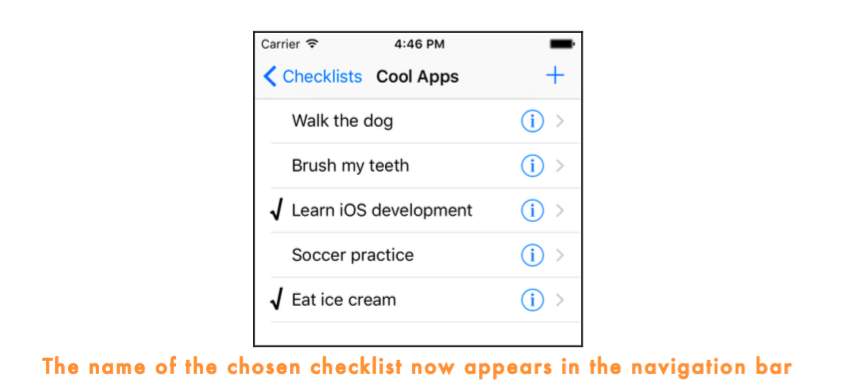 Carrier 4:46 PM
Checklists Cool Apps +
Walk the dog
Brush my teeth
√ Learn iOS development
Soccer practice
√ Eat ice cream
The name of the chosen checklist now appears in the navigation bar